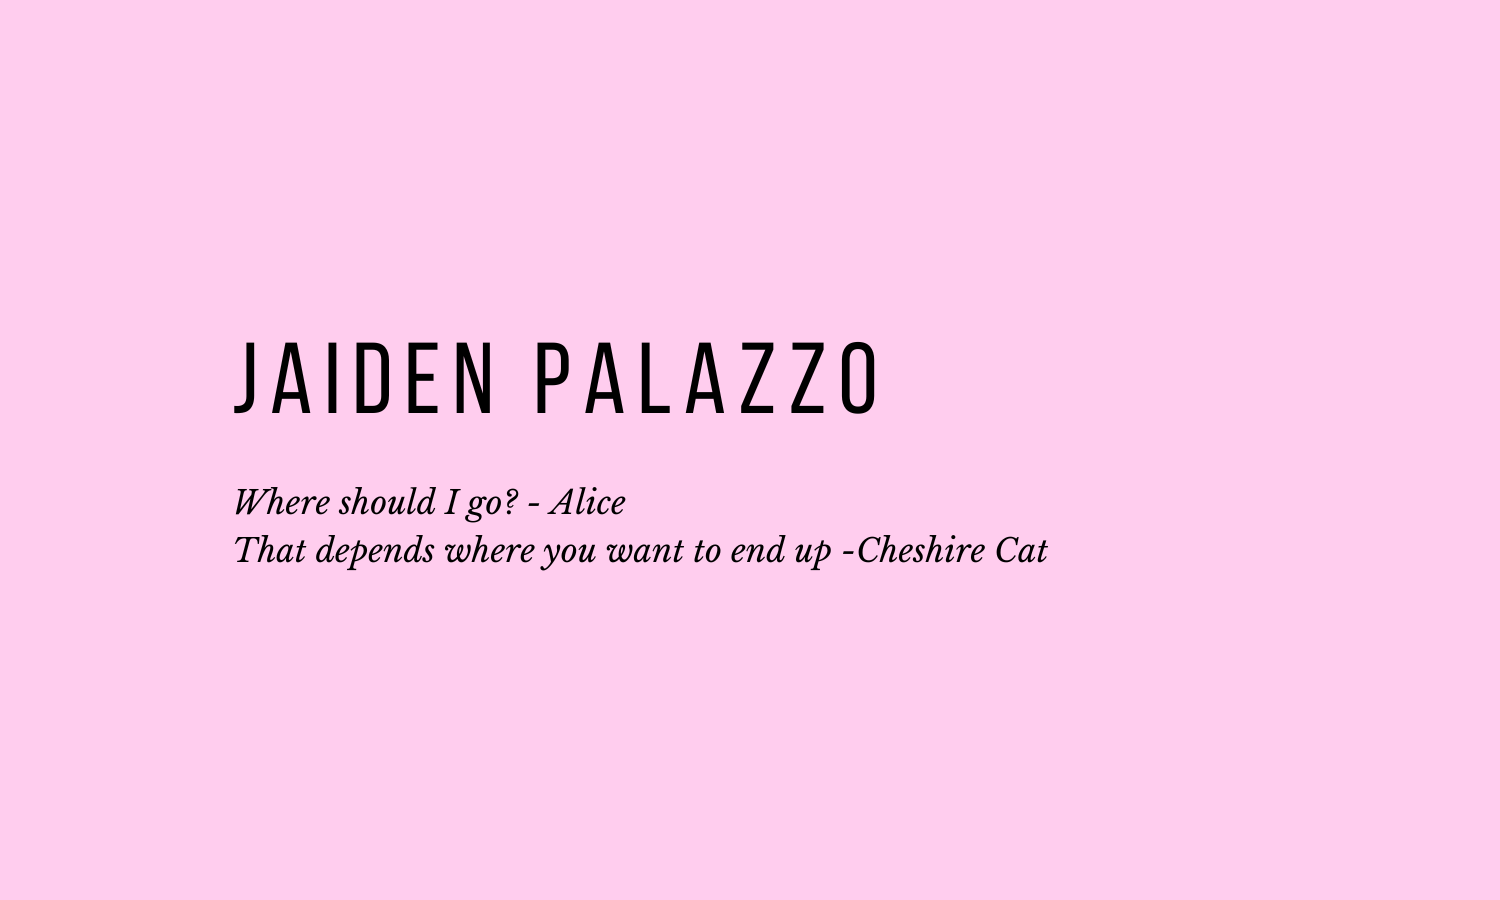 JAIDEN PALAZZO
Where should I go? - Alice
That depends where you want to end up -Cheshire Cat